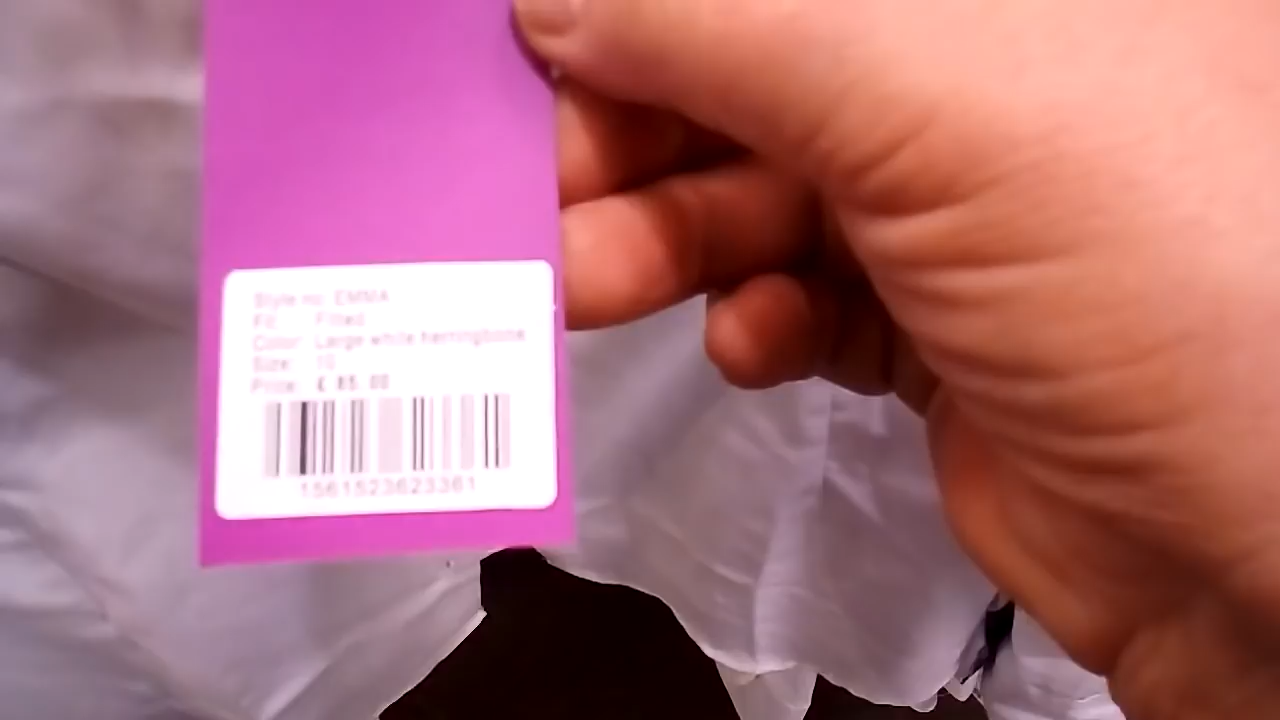 Style no: EMMA
Fit: Fitted
Color: Large white herringbone
Size: 10
Price: £ 85.00
1561523623361